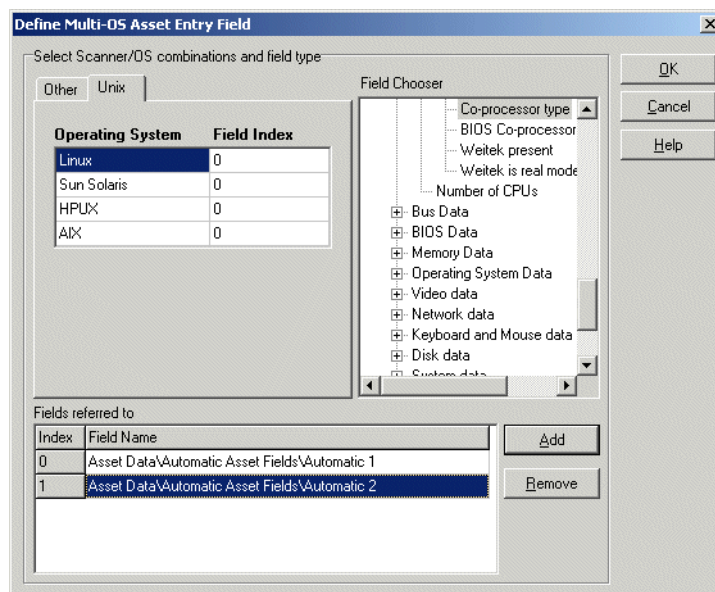 Define Multi-OS Asset Entry Field
Select Scanner/OS combinations and field type
Other Unix
Operating System Field Index
Linux 0
Sun Solaris 0
HPUX 0
AIX 0
Field Chooser
Co-processor type
BIOS Co-processor
Weitek present
Weitek is real mode
Number of CPUs
Bus Data
BIOS Data
Memory Data
Operating System Data
Video data
Network data
Keyboard and Mouse data
Disk data
System data
OK
Cancel
Help
Fields referred to
Index Field Name
0 Asset Data\Automatic Asset Fields\Automatic 1
1 Asset Data\Automatic Asset Fields\Automatic 2
Add
Remove